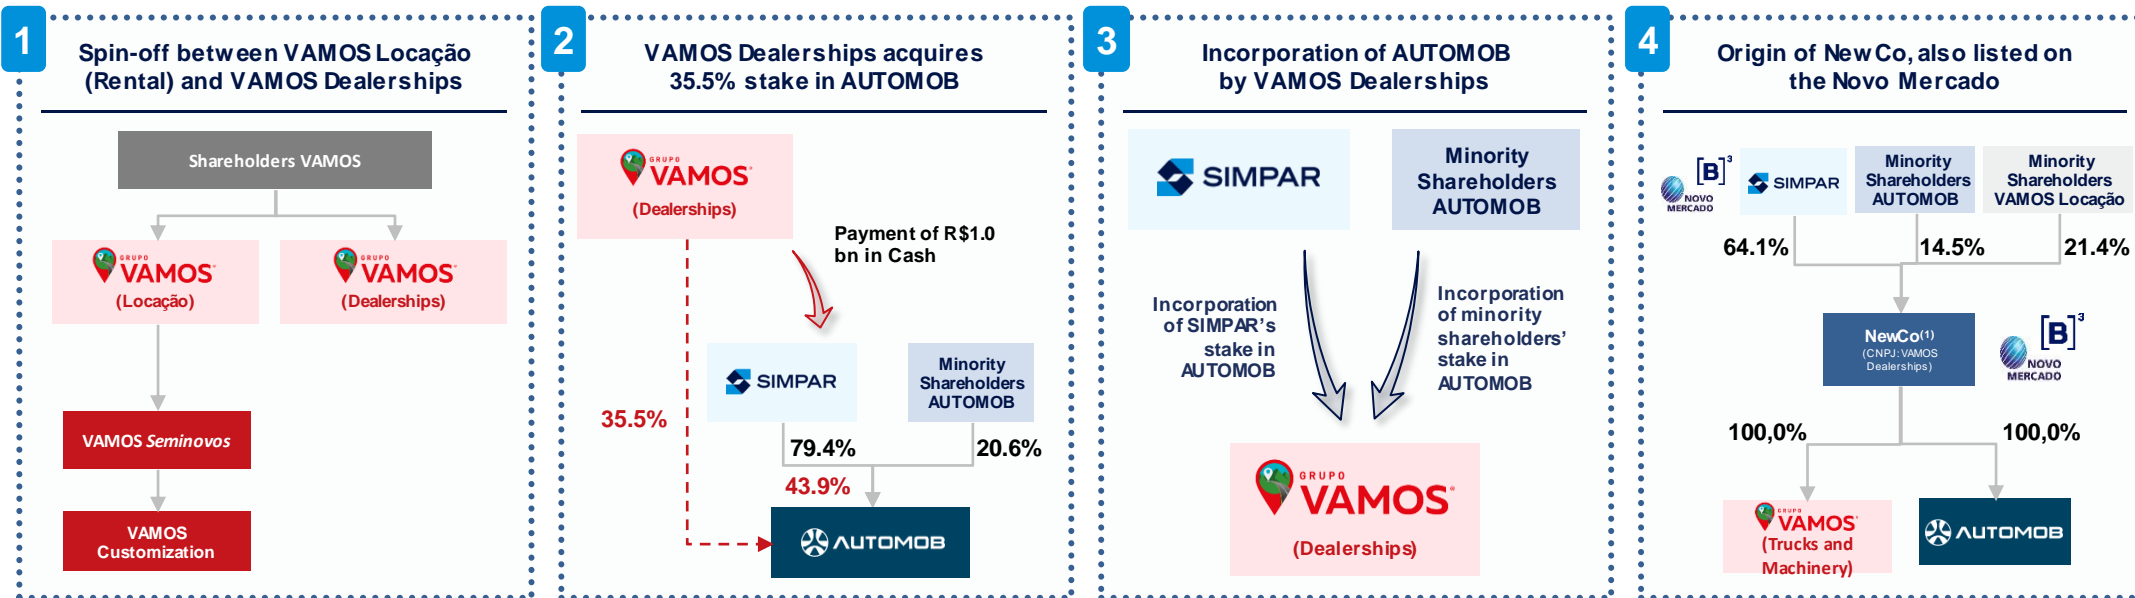 1
Spin-off between VAMOS Locação
(Rental) and VAMOS Dealerships
Shareholders VAMOS
GRUPO
VAMOS
(Locação)
GRUPO
VAMOS
(Dealerships)
VAMOS Seminovos
VAMOS
Customization
2
VAMOS Dealerships acquires
35.5% stake in AUTOMOB
GRUPO
VAMOS
(Dealerships)
Payment of R$1.0
bn in Cash
SIMPAR
Minority
Shareholders
AUTOMOB
35.5%
79.4%
20.6%
43.9%
AUTOMOB
3
Incorporation of AUTOMOB
by VAMOS Dealerships
SIMPAR
Minority
Shareholders
AUTOMOB
Incorporation
of SIMPAR's
stake in
AUTOMOB
Incorporation
of minority
shareholders'
stake in
AUTOMOB
GRUPO
VAMOS
(Dealerships)
4
Origin of NewCo, also listed on
the Novo Mercado
[B]³
NOVO
MERCADO
SIMPAR
Minority
Shareholders
AUTOMOB
Minority
Shareholders
VAMOS Locação
64.1%
14.5%
21.4%
NewCo(1)
(CNPJ: VAMOS
Dealerships)
[B]³
NOVO
MERCADO
100,0%
100,0%
GRUPO
VAMOS
(Trucks and
Machinery)
AUTOMOB